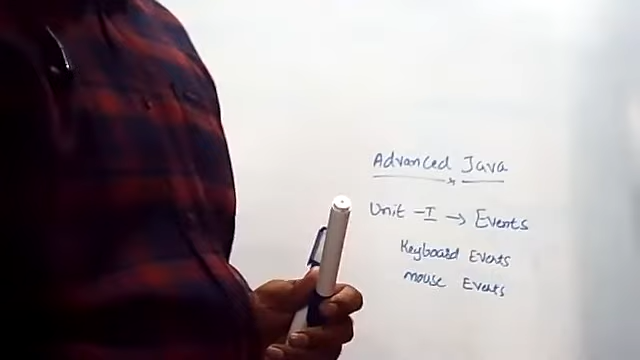 Advanced Java
Unit - I → Events
Keyboard Events
mouse Events